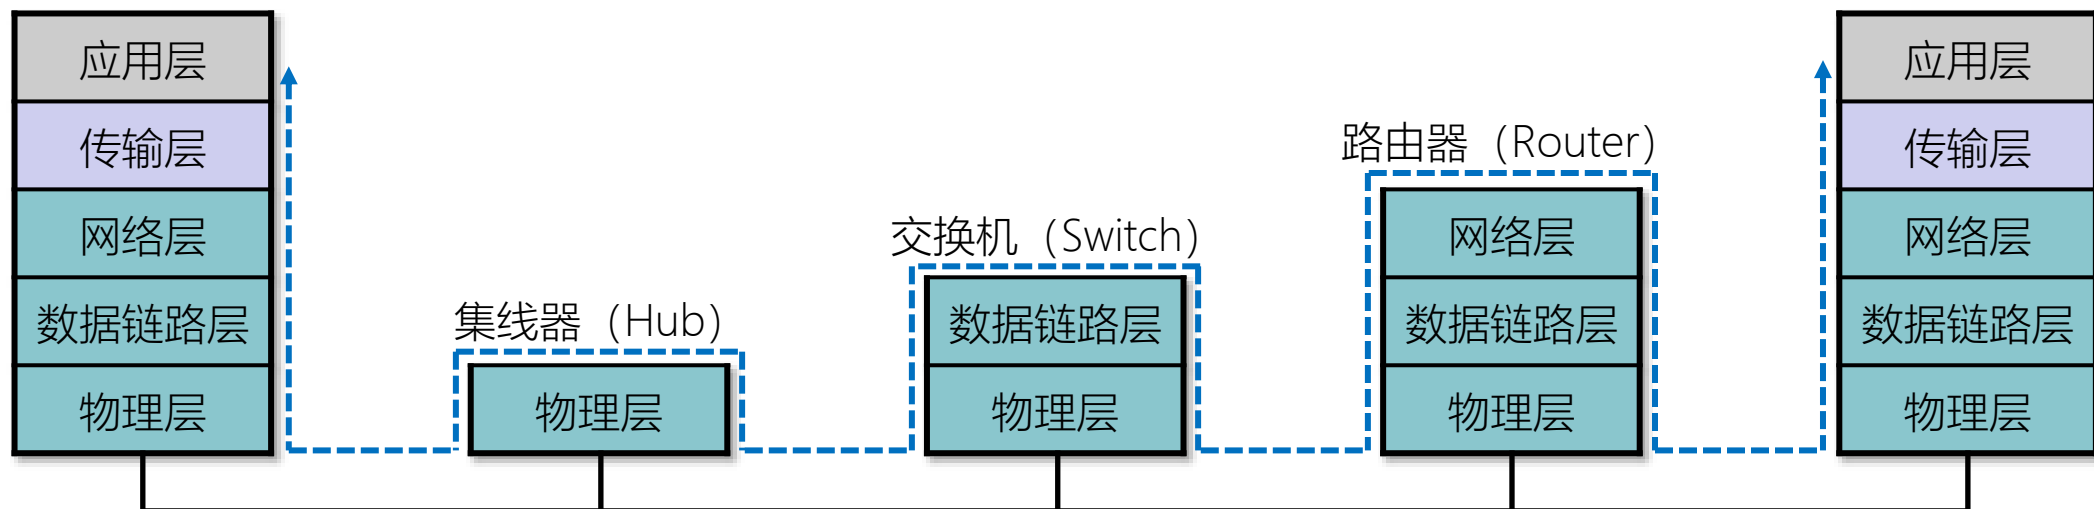 应用层
传输层
网络层
数据链路层
物理层
集线器（Hub）
物理层
交换机（Switch）
数据链路层
物理层
路由器（Router）
网络层
数据链路层
物理层
应用层
传输层
网络层
数据链路层
物理层